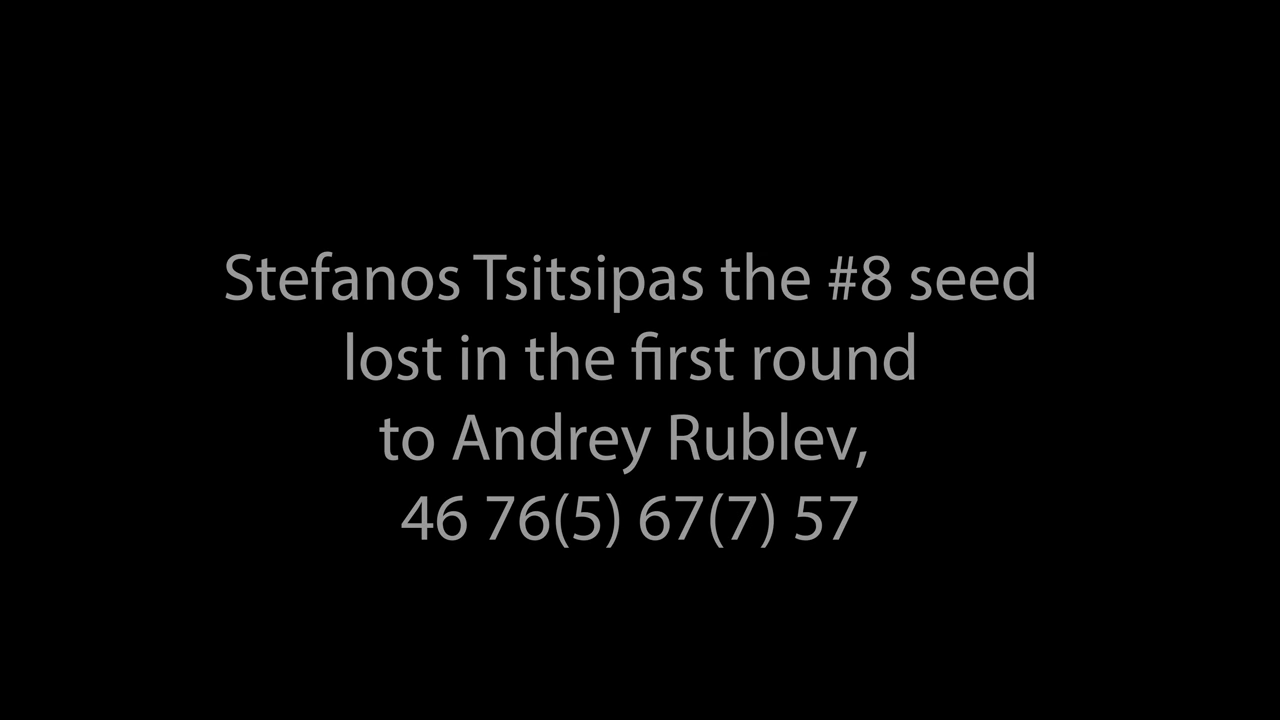 Stefanos Tsitsipas the #8 seed
lost in the first round
to Andrey Rublev,
46 76(5) 67(7) 57